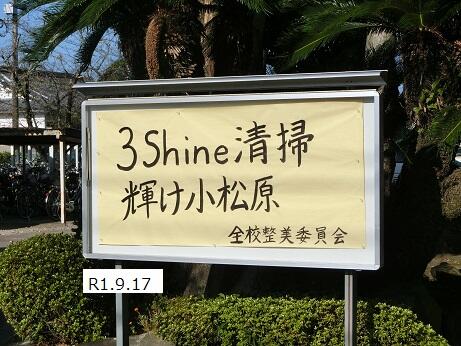 3Shine清掃
輝け小松原
全校整美委員会
R1.9.17